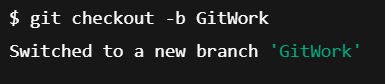 $ git checkout -b GitWork
Switched to a new branch 'GitWork'